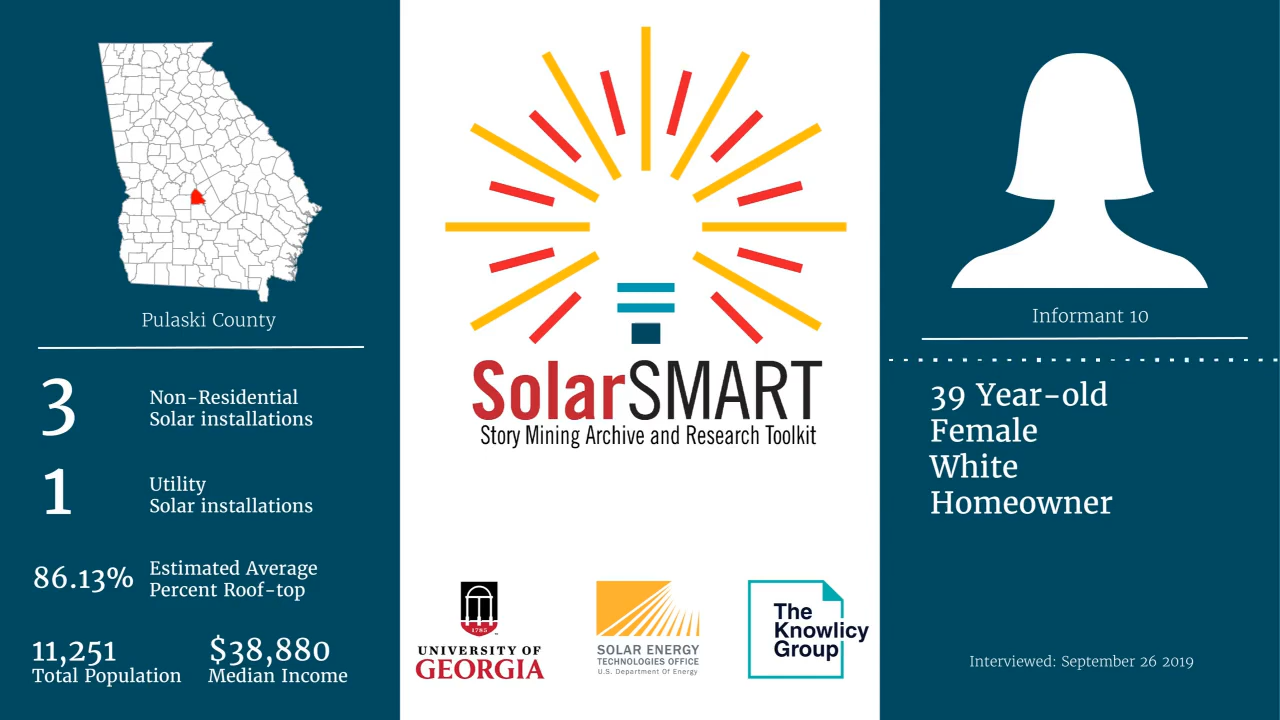 Pulaski County
3
Non-Residential
Solar installations
1
Utility
Solar installations
86.13%
Estimated Average
Percent Roof-top
11,251
Total Population
$38,880
Median Income
SolarSMART
Story Mining Archive and Research Toolkit
1785
UNIVERSITY OF
GEORGIA
SOLAR ENERGY
TECHNOLOGIES OFFICE
U.S. Department Of Energy
The
Knowlicy
Group
Informant 10
39 Year-old
Female
White
Homeowner
Interviewed: September 26 2019